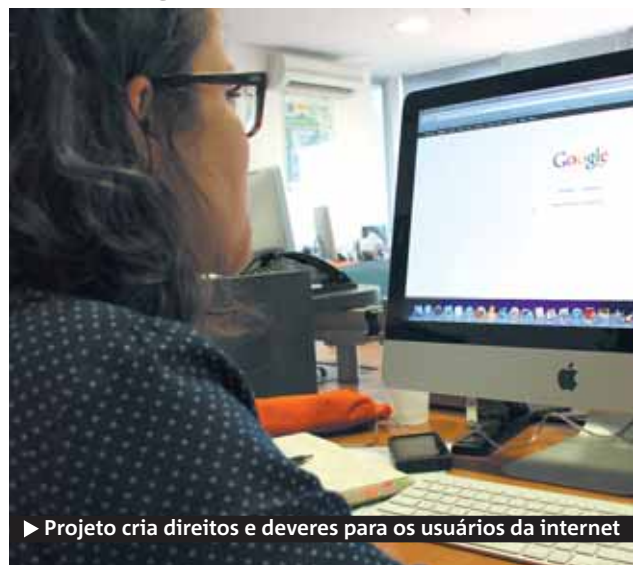 Google
▶ Projeto cria direitos e deveres para os usuários da internet